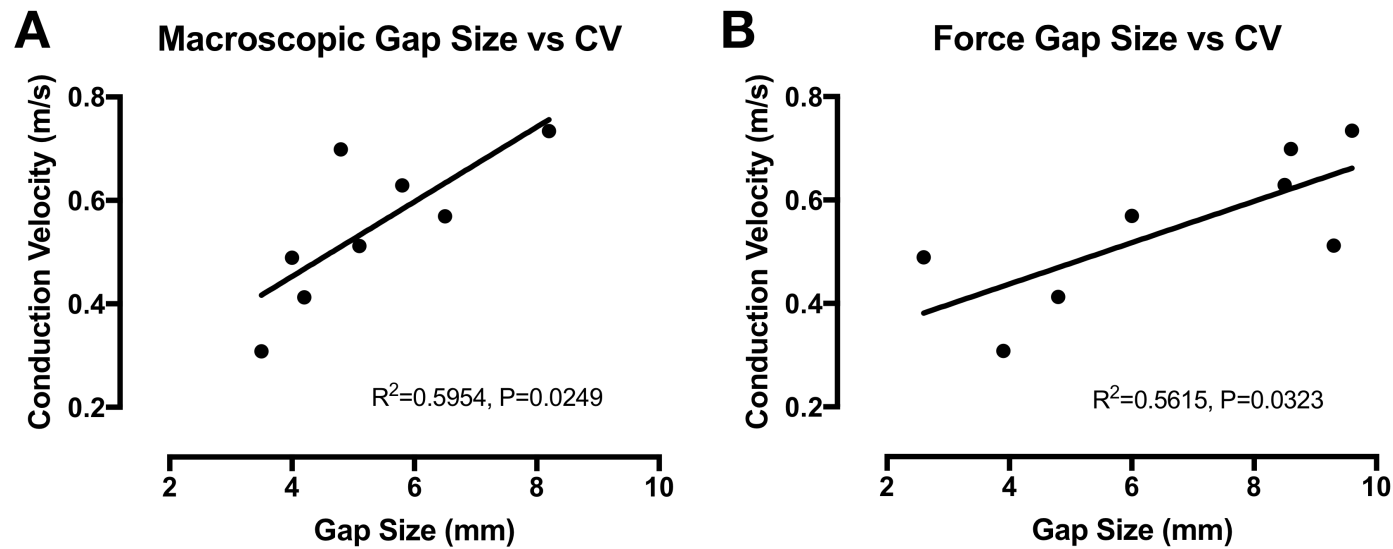 A
Macroscopic Gap Size vs CV
Conduction Velocity (m/s)
0.8
0.6
0.4
0.2
R²=0.5954, P=0.0249
2 4 6 8 10
Gap Size (mm)
B
Force Gap Size vs CV
Conduction Velocity (m/s)
0.8
0.6
0.4
0.2
R²=0.5615, P=0.0323
2 4 6 8 10
Gap Size (mm)